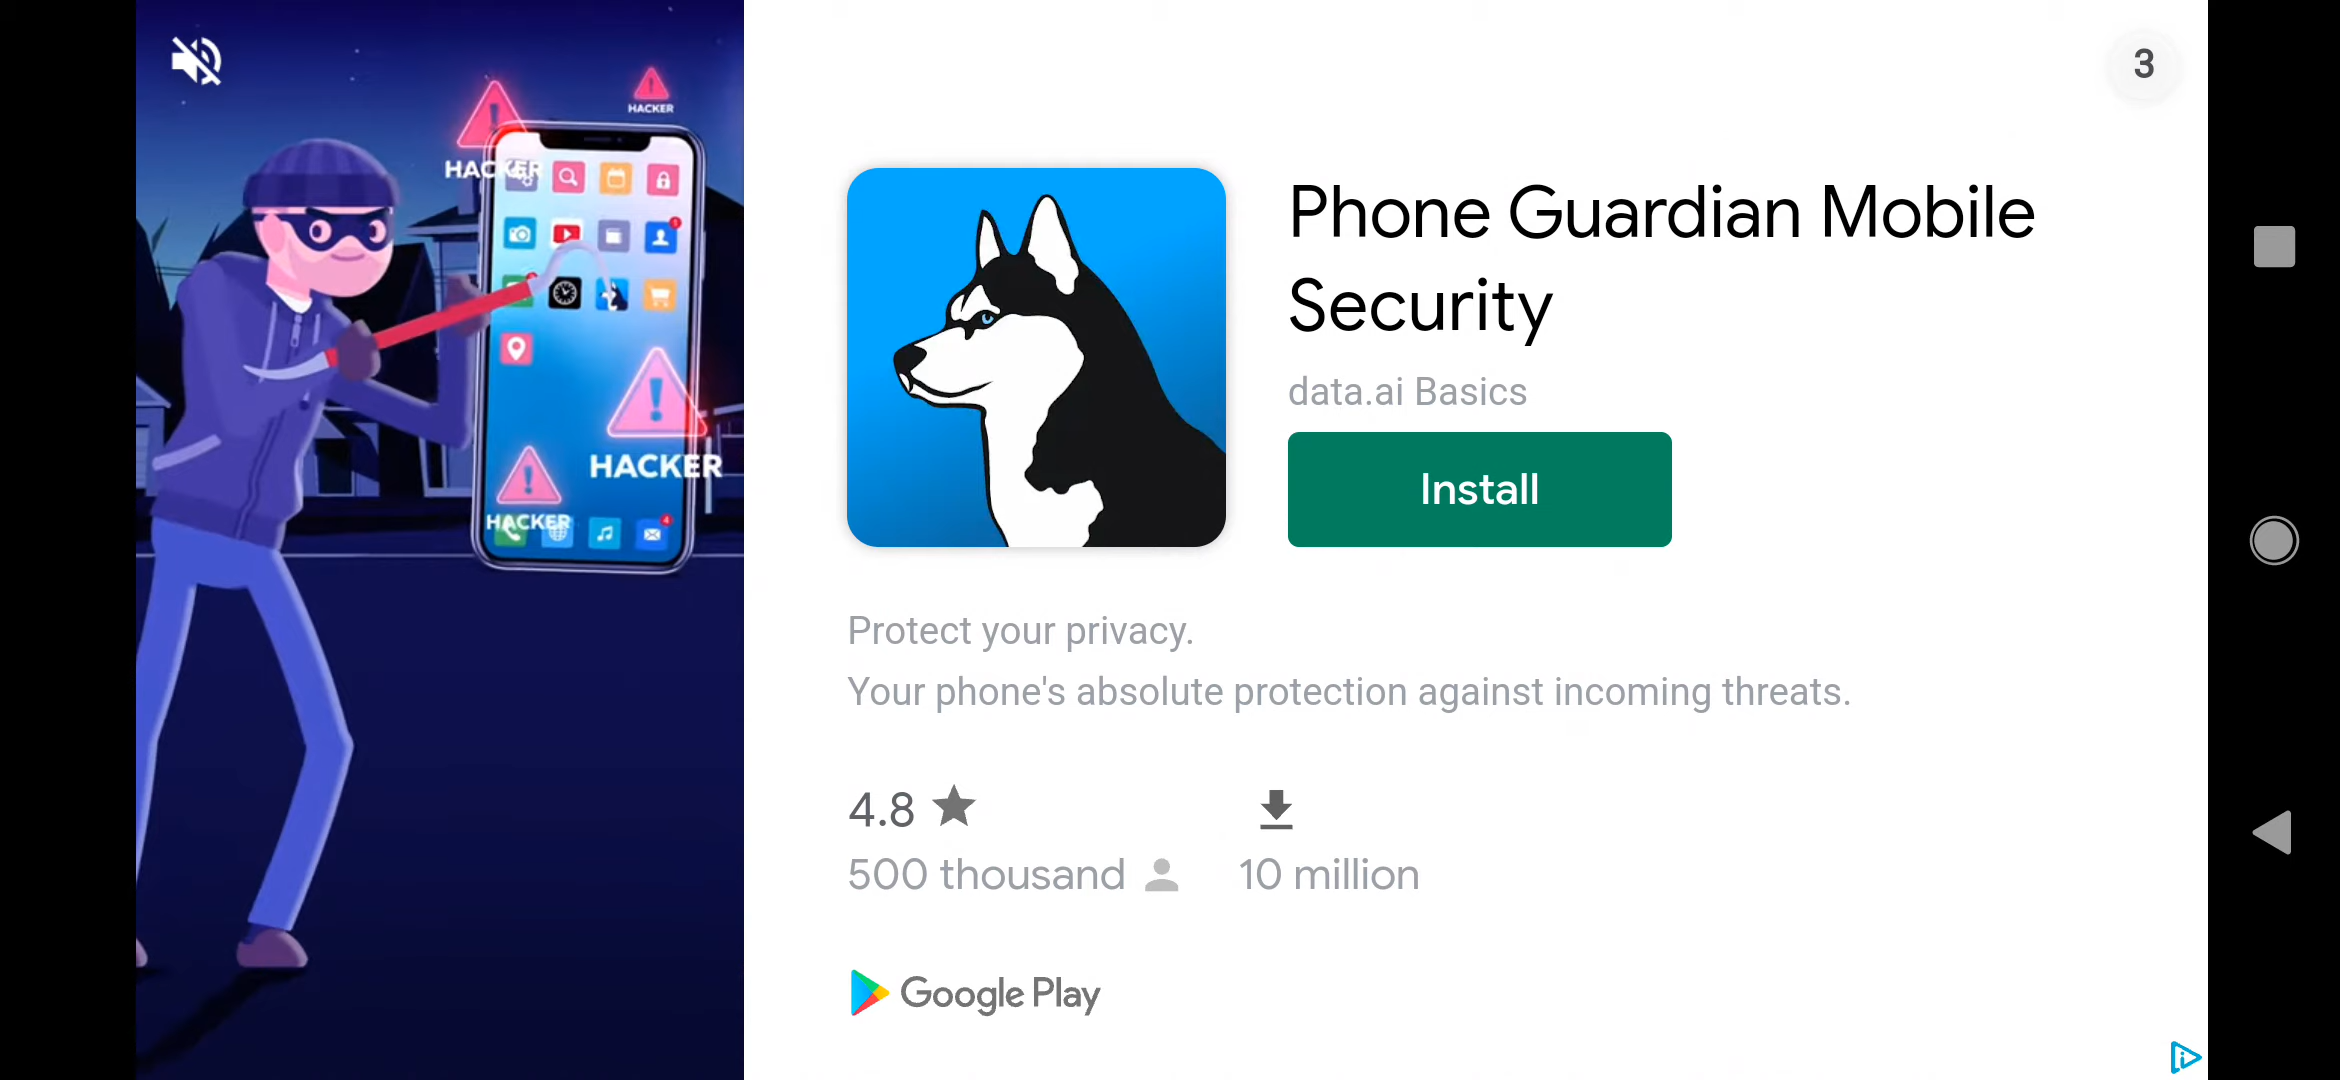 HACKER
HACKER
HACKER
HACKER
3
Phone Guardian Mobile
Security
data.ai Basics
Install
Protect your privacy.
Your phone's absolute protection against incoming threats.
4.8
500 thousand
10 million
Google Play